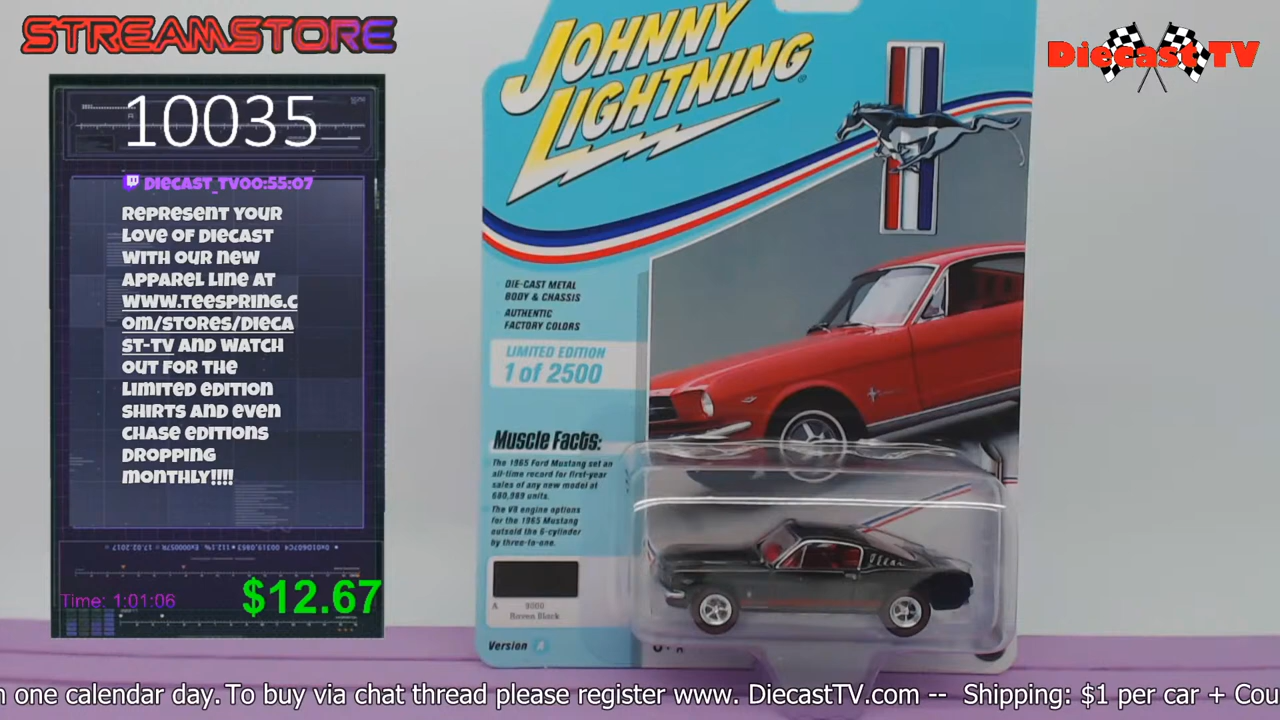 STREAMSTORE
10035
DIECAST_TV00:55:07
Represent your
love of diecast
with our new
apparel line at
www.teespring.c
om/stores/dieca
st-tv and watch
out for the
limited edition
shirts and even
chase editions
dropping
monthly!!!!
Time: 1:01:06
$12.67
JOHNNY
LIGHTNING
DIE-CAST METAL
BODY & CHASSIS
AUTHENTIC
FACTORY COLORS
LIMITED EDITION
1 of 2500
Muscle Facts:
The 1965 Ford Mustang set an
all-time record for first-year
sales of any new model at
680,989 units.
The V8 engine options
for the 1965 Mustang
outsold the 6-cylinder
by three-to-one.
A
Raven Black
Version A
Diecast TV
n one calendar day. To buy via chat thread please register www. DiecastTV.com -- Shipping: $1 per car + Cou